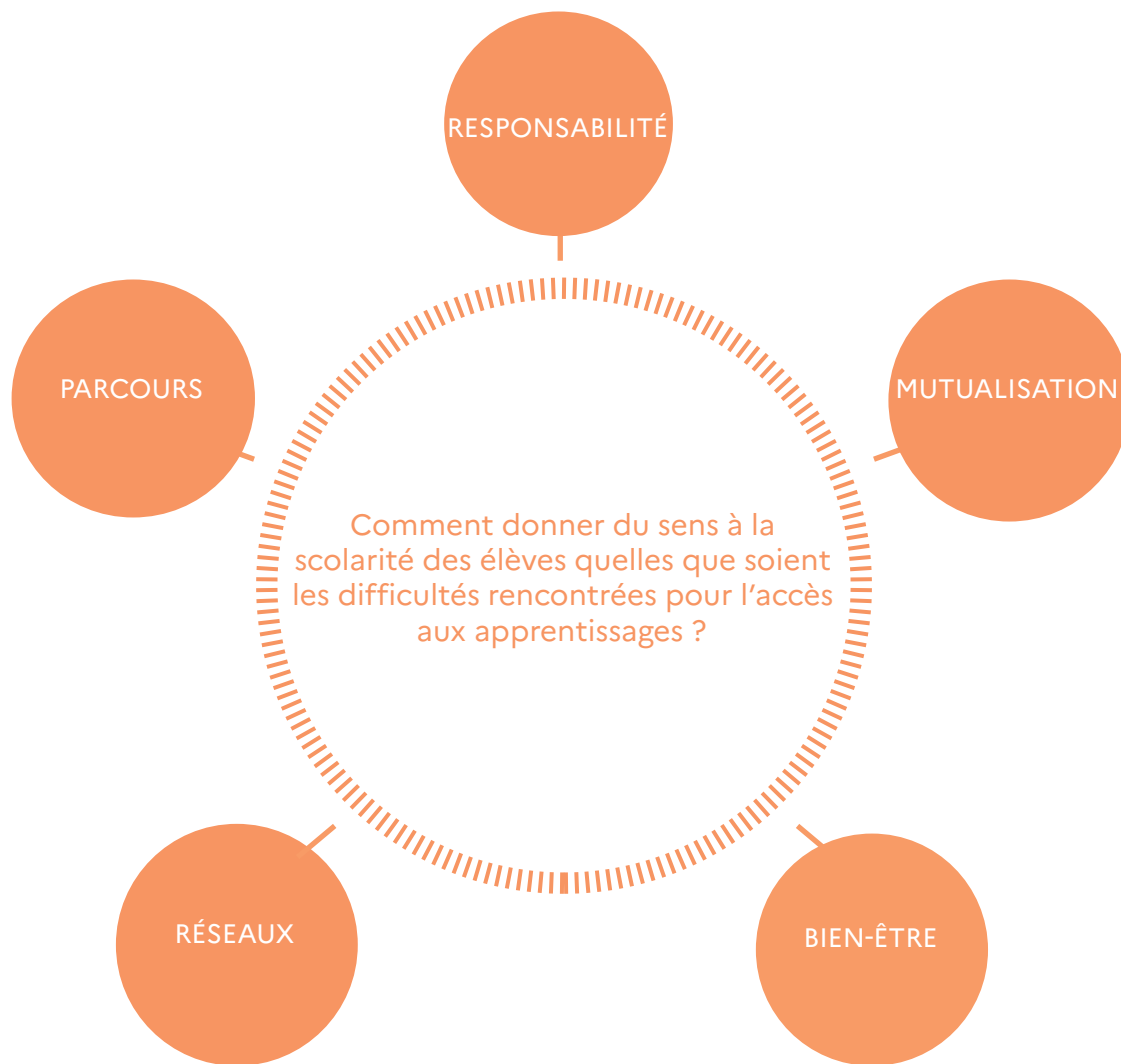 RESPONSABILITÉ
PARCOURS
MUTUALISATION
Comment donner du sens à la
scolarité des élèves quelles que soient
les difficultés rencontrées pour l’accès
aux apprentissages ?
RÉSEAUX
BIEN-ÊTRE